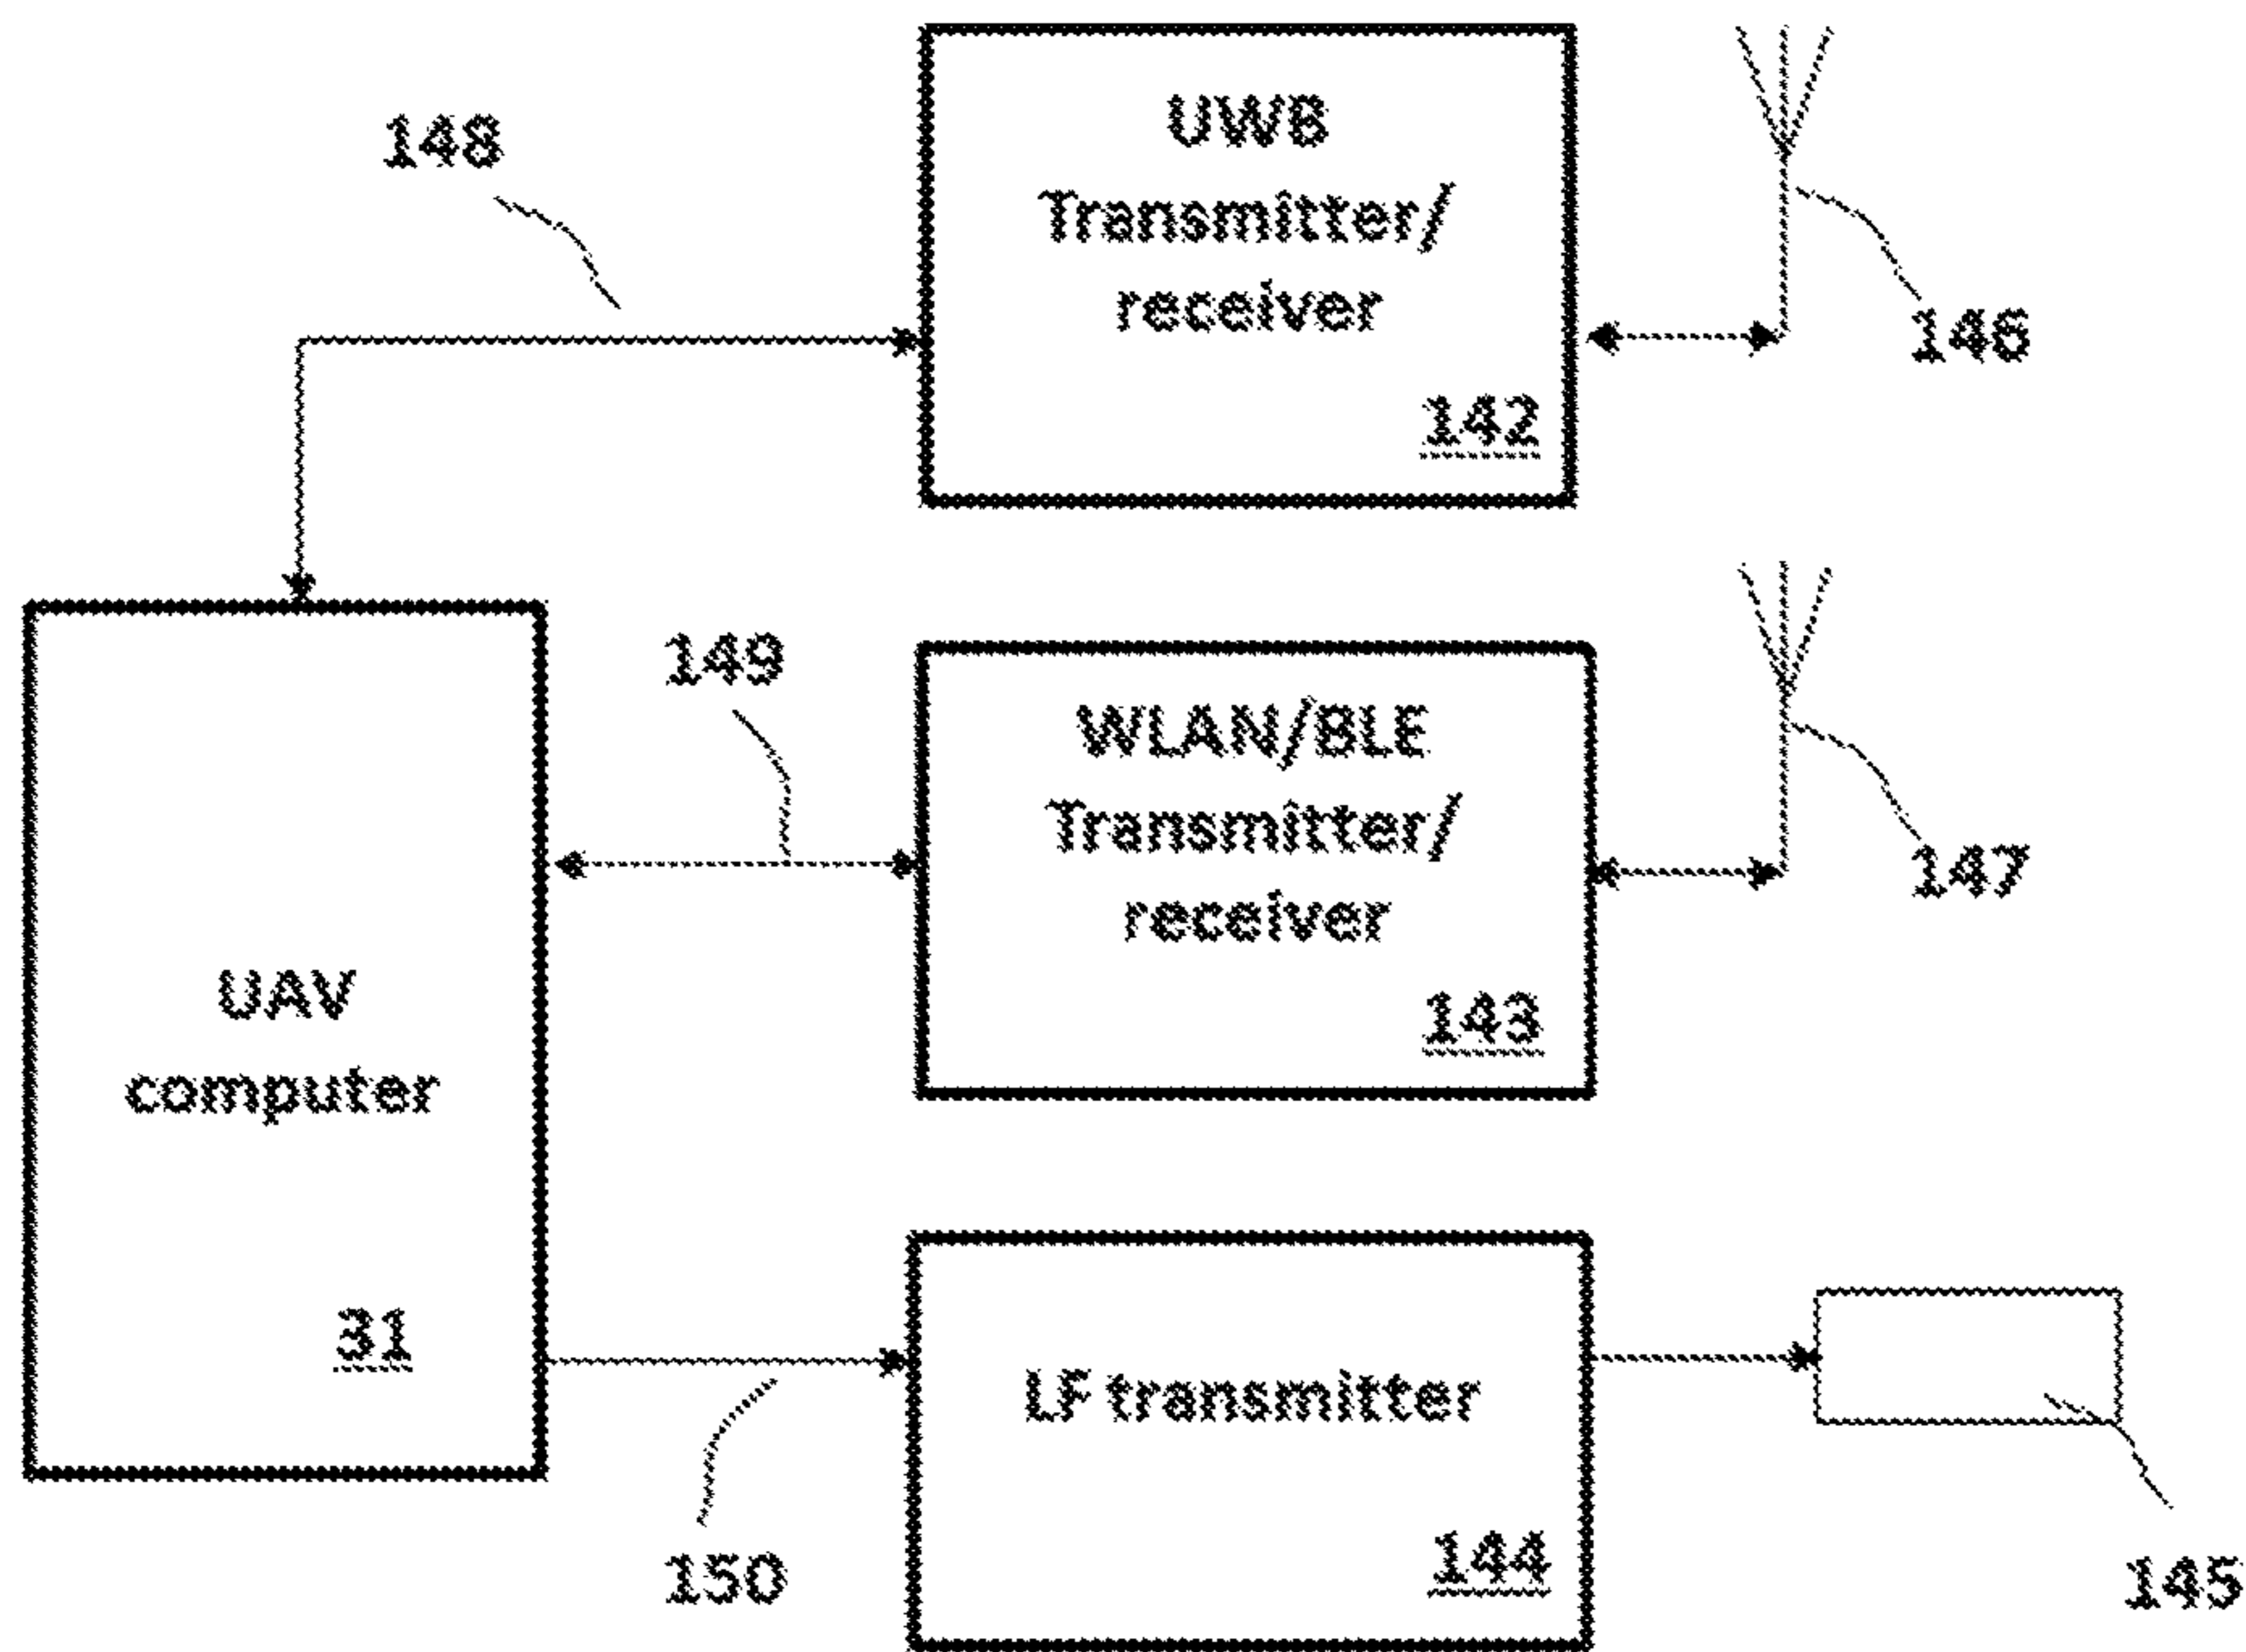 148
UWB
Transmitter/
receiver
142
146
149
WLAN/BLE
Transmitter/
receiver
143
147
UAV
computer
31
LF transmitter
144
150
145